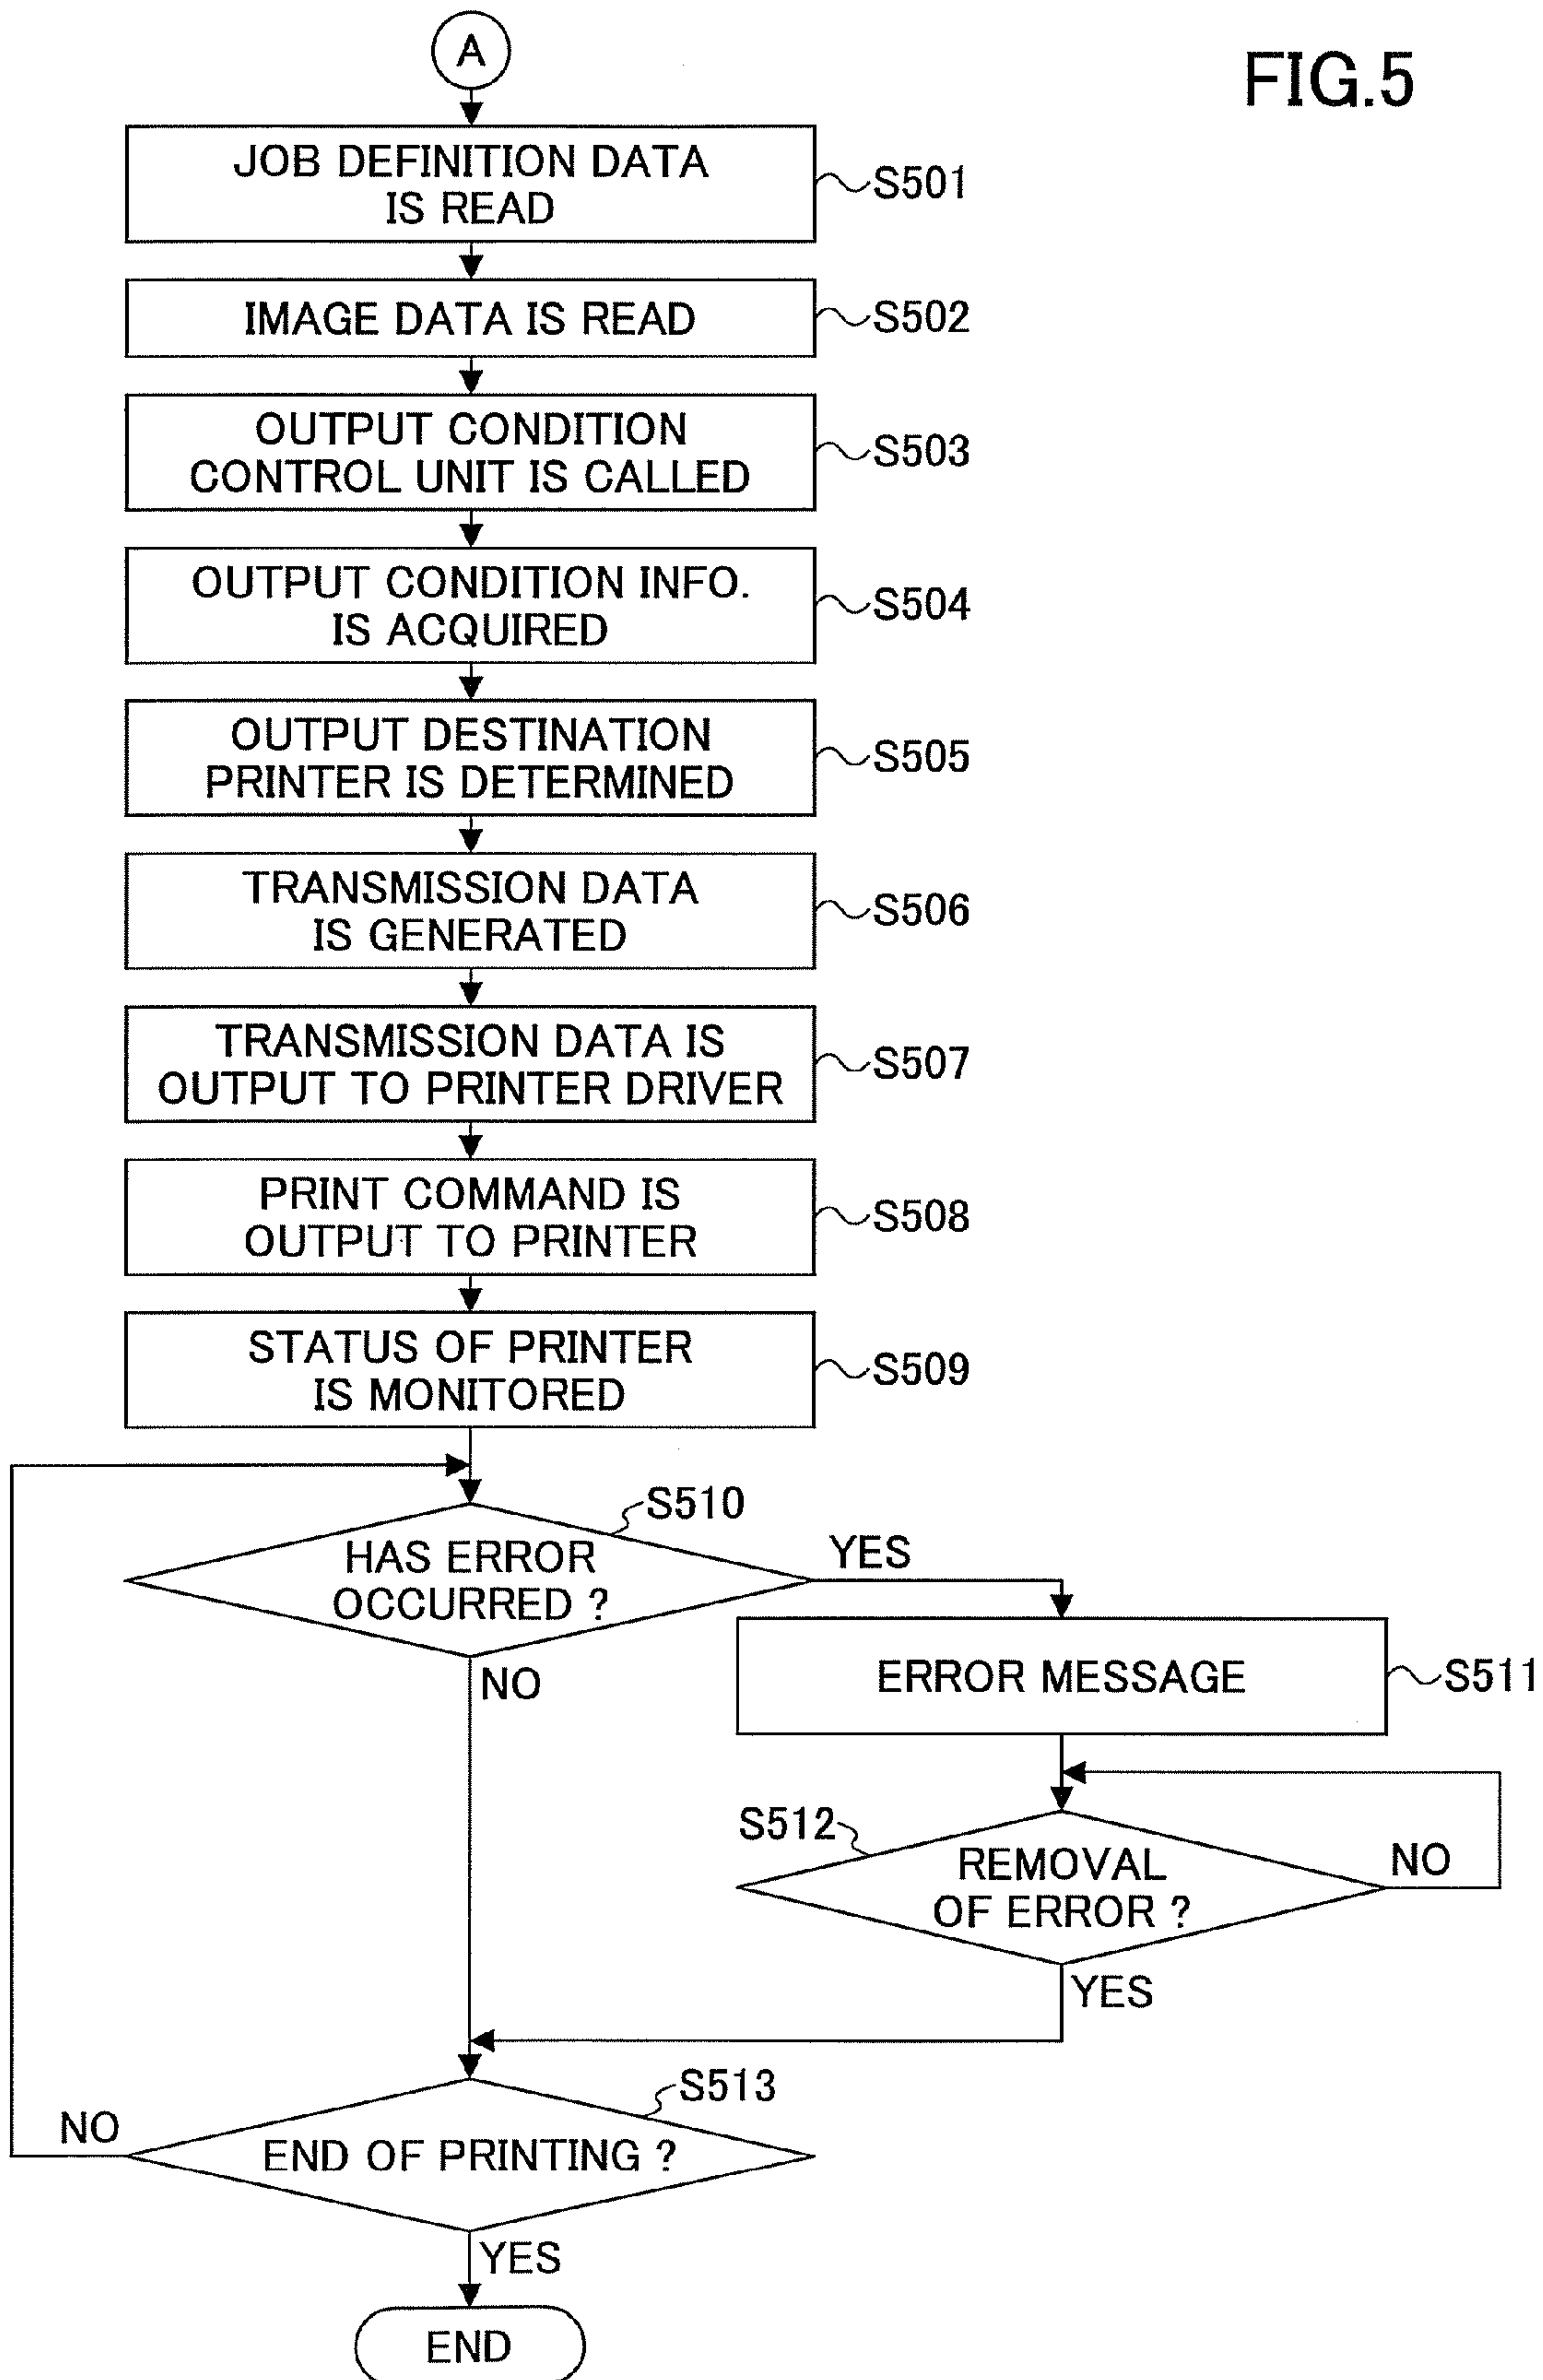 A
FIG.5
JOB DEFINITION DATA
IS READ
S501
IMAGE DATA IS READ
S502
OUTPUT CONDITION
CONTROL UNIT IS CALLED
S503
OUTPUT CONDITION INFO.
IS ACQUIRED
S504
OUTPUT DESTINATION
PRINTER IS DETERMINED
S505
TRANSMISSION DATA
IS GENERATED
S506
TRANSMISSION DATA IS
OUTPUT TO PRINTER DRIVER
S507
PRINT COMMAND IS
OUTPUT TO PRINTER
S508
STATUS OF PRINTER
IS MONITORED
S509
S510
HAS ERROR
OCCURRED ?
YES
NO
ERROR MESSAGE
S511
S512
REMOVAL
OF ERROR ?
NO
YES
S513
NO
END OF PRINTING ?
YES
END